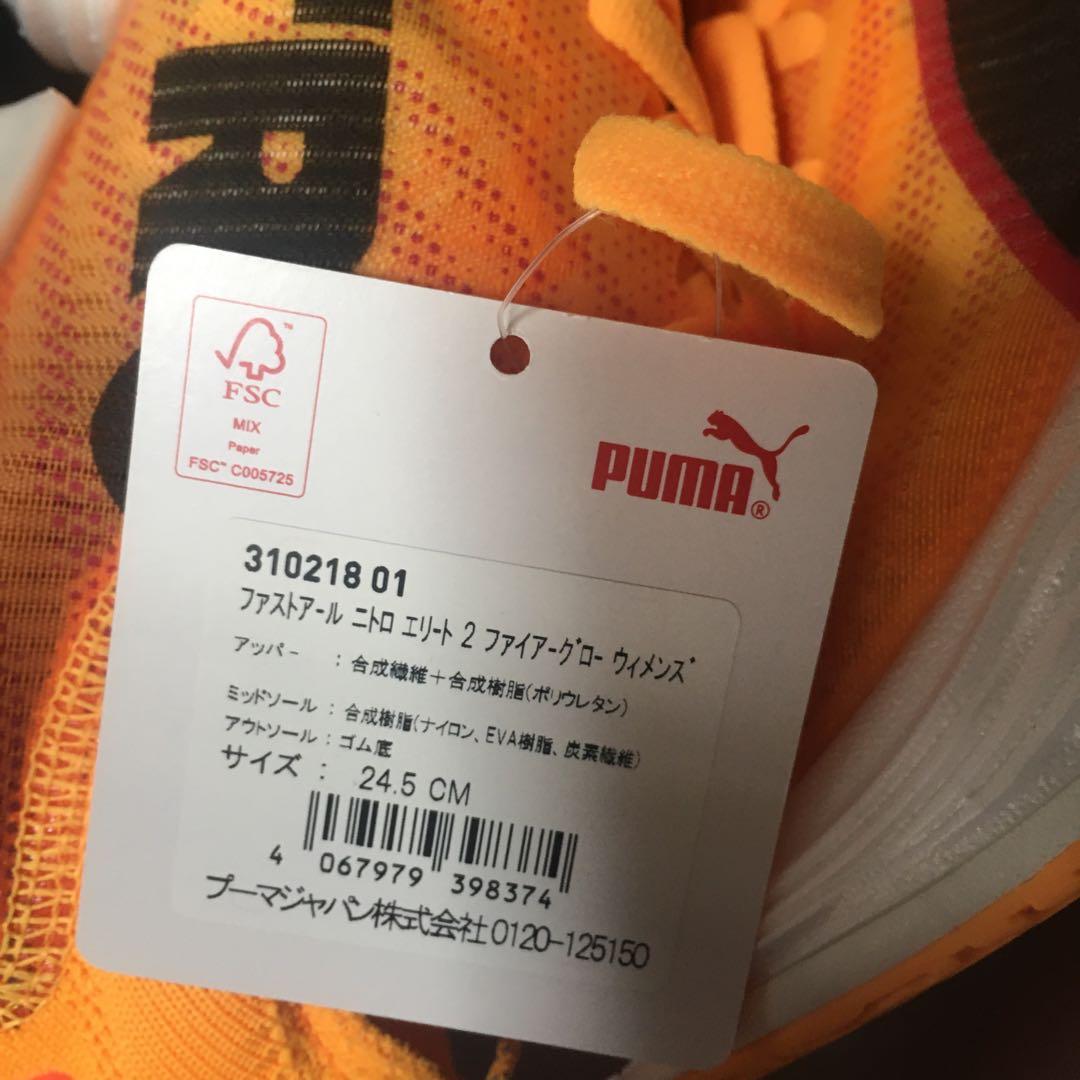 FSC™
MIX
Paper
FSC™ C005725
PUMA®
310218 01
ファストアール ニトロ エリート 2 ファイアーグロー ウィメンズ
アッパー : 合成繊維+合成樹脂(ポリウレタン)
ミッドソール : 合成樹脂(ナイロン、EVA樹脂、炭素繊維)
アウトソール : ゴム底
サイズ : 24.5 CM
4 067979 398374
プーマジャパン株式会社 0120-125150